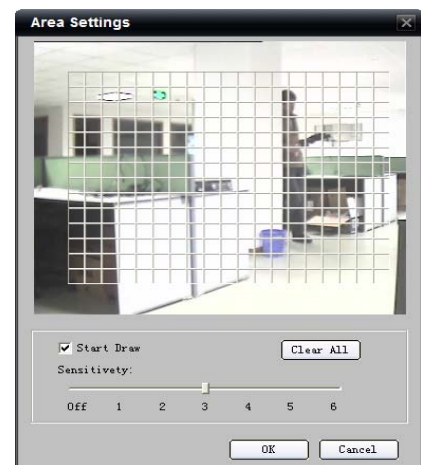 Area Settings
Start Draw
Clear All
Sensitivety:
Off 1 2 3 4 5 6
OK Cancel